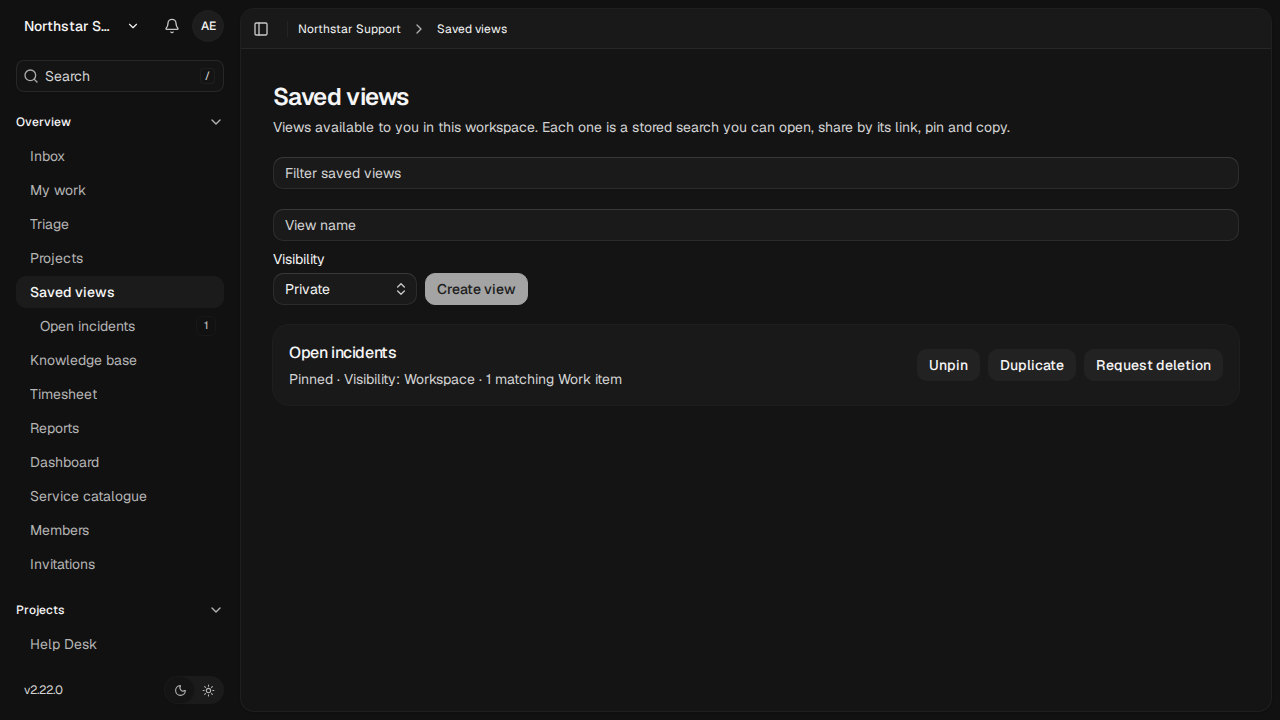 Northstar S...
AE
Search
/
Overview
Inbox
My work
Triage
Projects
Saved views
Open incidents
1
Knowledge base
Timesheet
Reports
Dashboard
Service catalogue
Members
Invitations
Projects
Help Desk
v2.22.0
Northstar Support
Saved views
Saved views
Views available to you in this workspace. Each one is a stored search you can open, share by its link, pin and copy.
Filter saved views
View name
Visibility
Private
Create view
Open incidents
Pinned · Visibility: Workspace · 1 matching Work item
Unpin
Duplicate
Request deletion